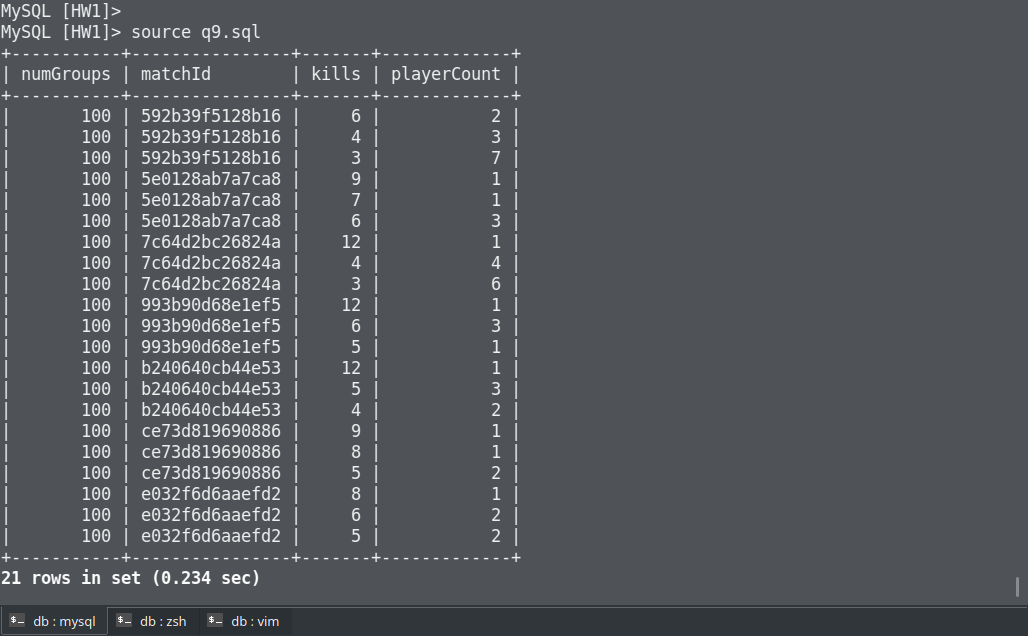 MySQL [HW1]>
MySQL [HW1]> source q9.sql
+-----------+----------------+-------+-------------+
| numGroups | matchId        | kills | playerCount |
+-----------+----------------+-------+-------------+
|       100 | 592b39f5128b16 |     6 |           2 |
|       100 | 592b39f5128b16 |     4 |           3 |
|       100 | 592b39f5128b16 |     3 |           7 |
|       100 | 5e0128ab7a7ca8 |     9 |           1 |
|       100 | 5e0128ab7a7ca8 |     7 |           1 |
|       100 | 5e0128ab7a7ca8 |     6 |           3 |
|       100 | 7c64d2bc26824a |    12 |           1 |
|       100 | 7c64d2bc26824a |     4 |           4 |
|       100 | 7c64d2bc26824a |     3 |           6 |
|       100 | 993b90d68e1ef5 |    12 |           1 |
|       100 | 993b90d68e1ef5 |     6 |           3 |
|       100 | 993b90d68e1ef5 |     5 |           1 |
|       100 | b240640cb44e53 |    12 |           1 |
|       100 | b240640cb44e53 |     5 |           3 |
|       100 | b240640cb44e53 |     4 |           2 |
|       100 | ce73d819690886 |     9 |           1 |
|       100 | ce73d819690886 |     8 |           1 |
|       100 | ce73d819690886 |     5 |           2 |
|       100 | e032f6d6aaefd2 |     8 |           1 |
|       100 | e032f6d6aaefd2 |     6 |           2 |
|       100 | e032f6d6aaefd2 |     5 |           2 |
+-----------+----------------+-------+-------------+
21 rows in set (0.234 sec)
$_ db : mysql $_ db : zsh $_ db : vim